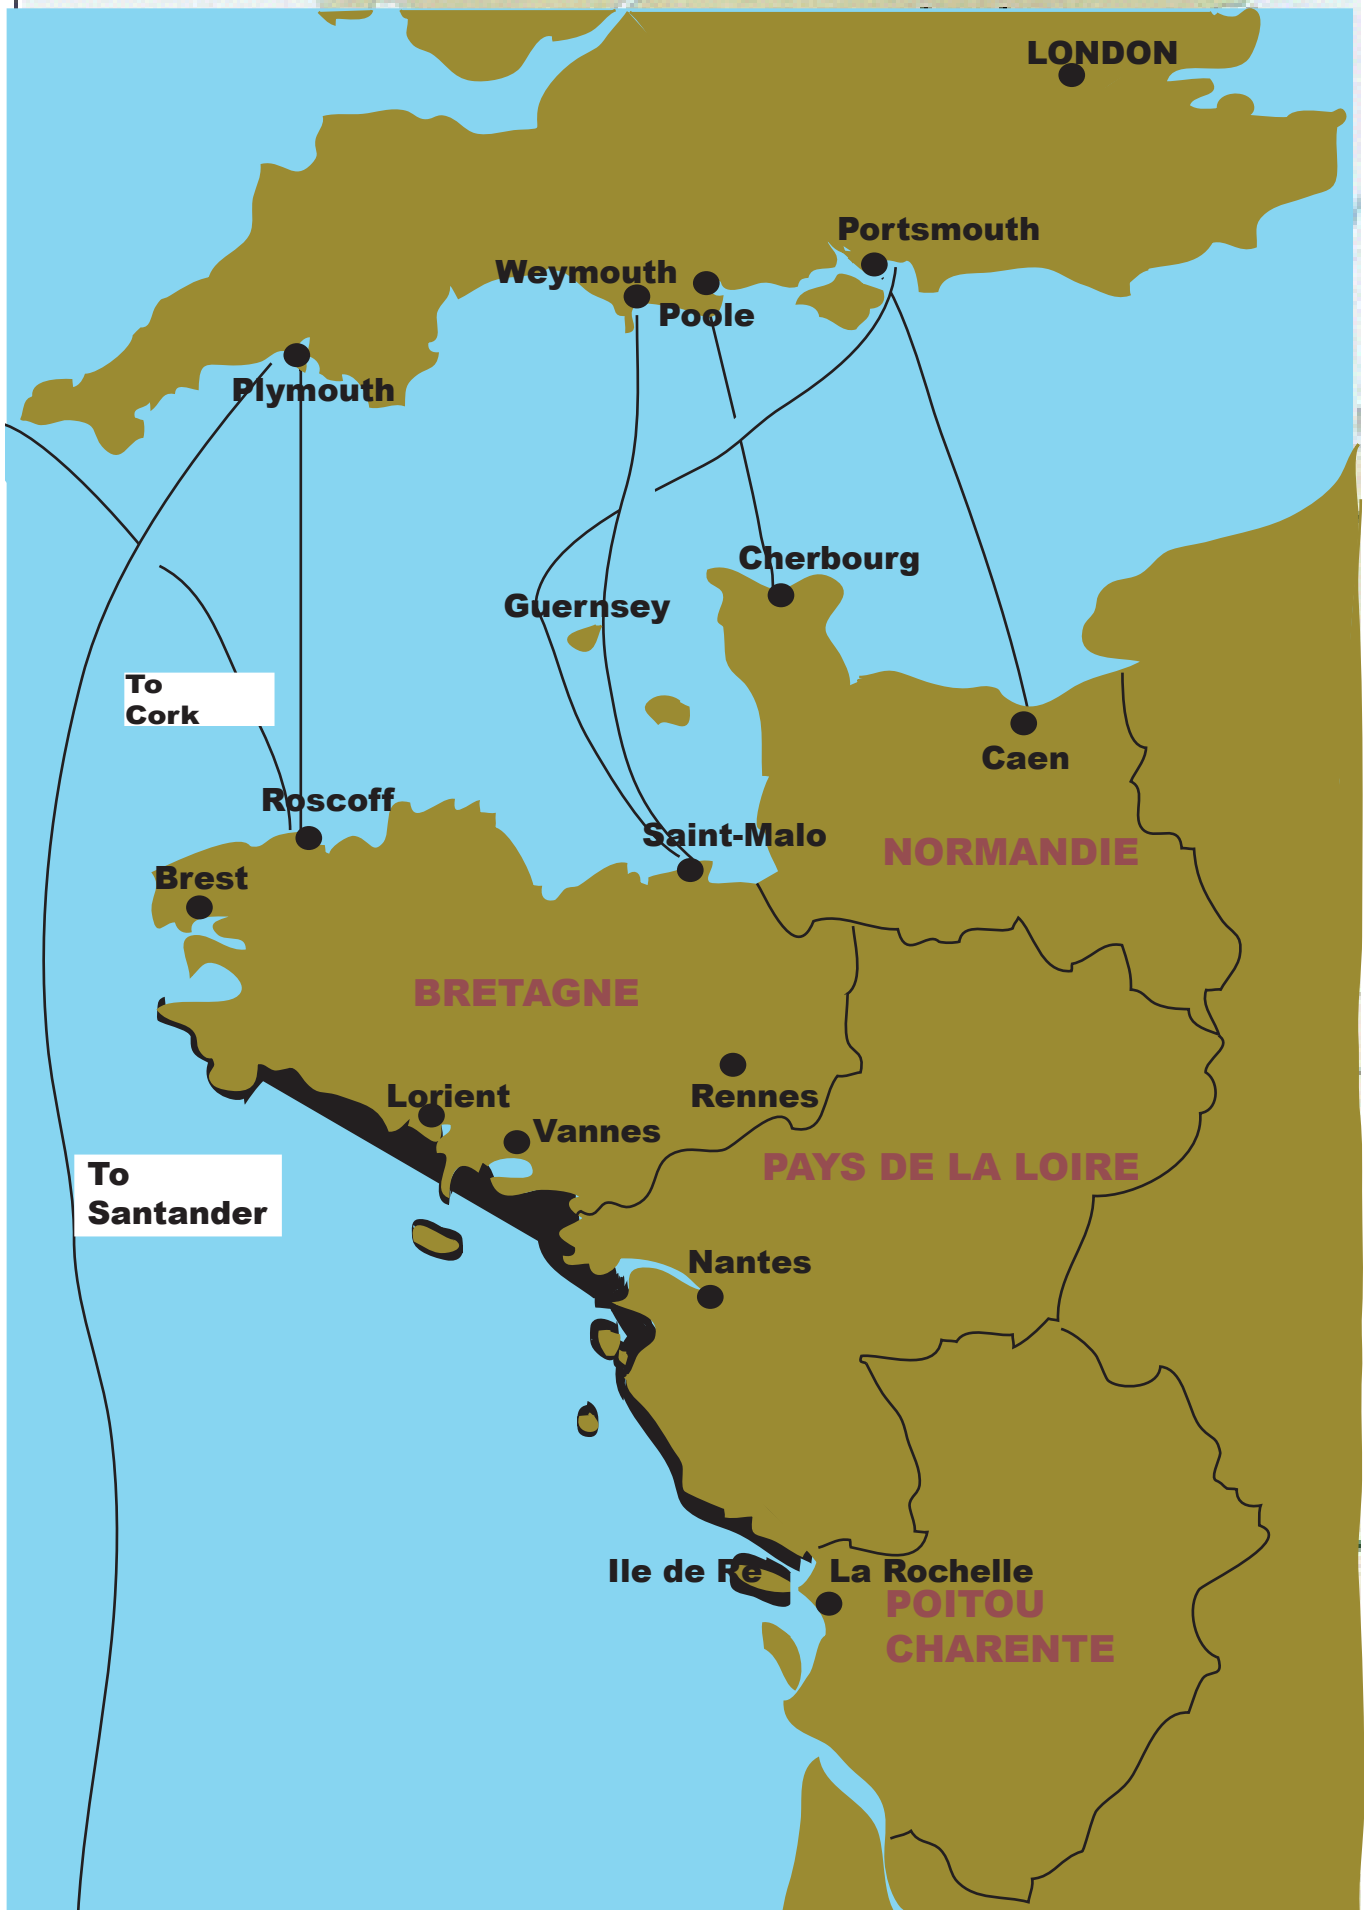 LONDON
Portsmouth
Weymouth
Poole
Plymouth
Cherbourg
Guernsey
To
Cork
Caen
Roscoff
Saint-Malo
NORMANDIE
Brest
BRETAGNE
Lorient
Rennes
Vannes
PAYS DE LA LOIRE
To
Santander
Nantes
Ile de Re
La Rochelle
POITOU
CHARENTE